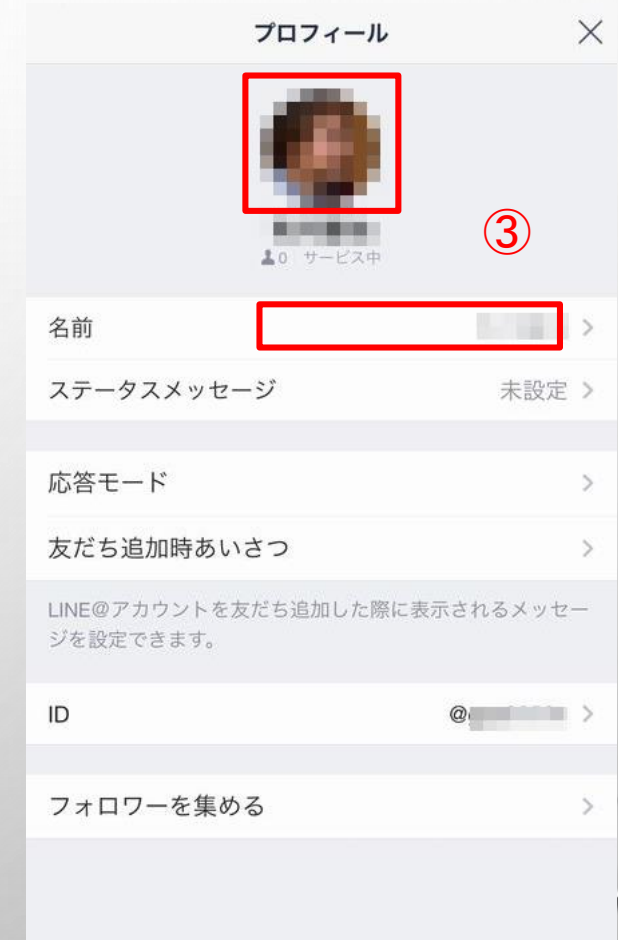 プロフィール
③
0 サービス中
名前
ステータスメッセージ 未設定
応答モード
友だち追加時あいさつ
LINE@アカウントを友だち追加した際に表示されるメッセー
ジを設定できます。
ID @
フォロワーを集める